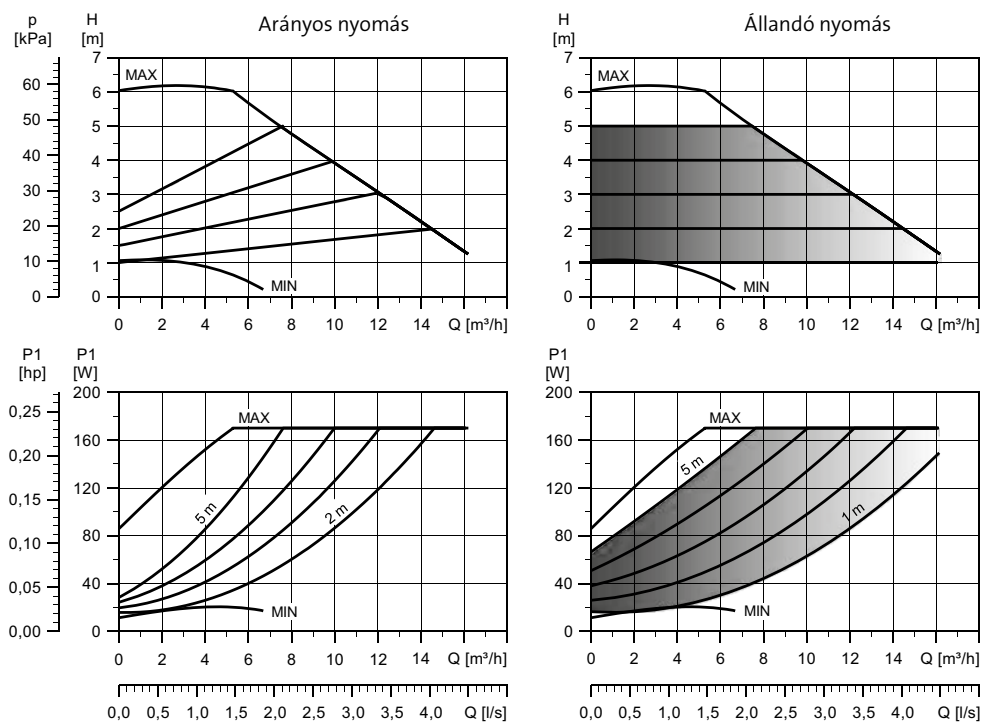 p
[kPa]
H
[m]
Arányos nyomás
H
[m]
Állandó nyomás
7
6
5
4
3
2
1
0
60
50
40
30
20
10
0
MAX
MIN
0 2 4 6 8 10 12 14 Q [m³/h]
7
6
5
4
3
2
1
0
MAX
MIN
0 2 4 6 8 10 12 14 Q [m³/h]
P1
[hp]
P1
[W]
0,25
0,20
0,15
0,10
0,05
0,00
200
160
120
80
40
0
MAX
5 m
2 m
MIN
0 2 4 6 8 10 12 14 Q [m³/h]
0,0 0,5 1,0 1,5 2,0 2,5 3,0 3,5 4,0 Q [l/s]
P1
[W]
200
160
120
80
40
0
MAX
5 m
1 m
MIN
0 2 4 6 8 10 12 14 Q [m³/h]
0,0 0,5 1,0 1,5 2,0 2,5 3,0 3,5 4,0 Q [l/s]